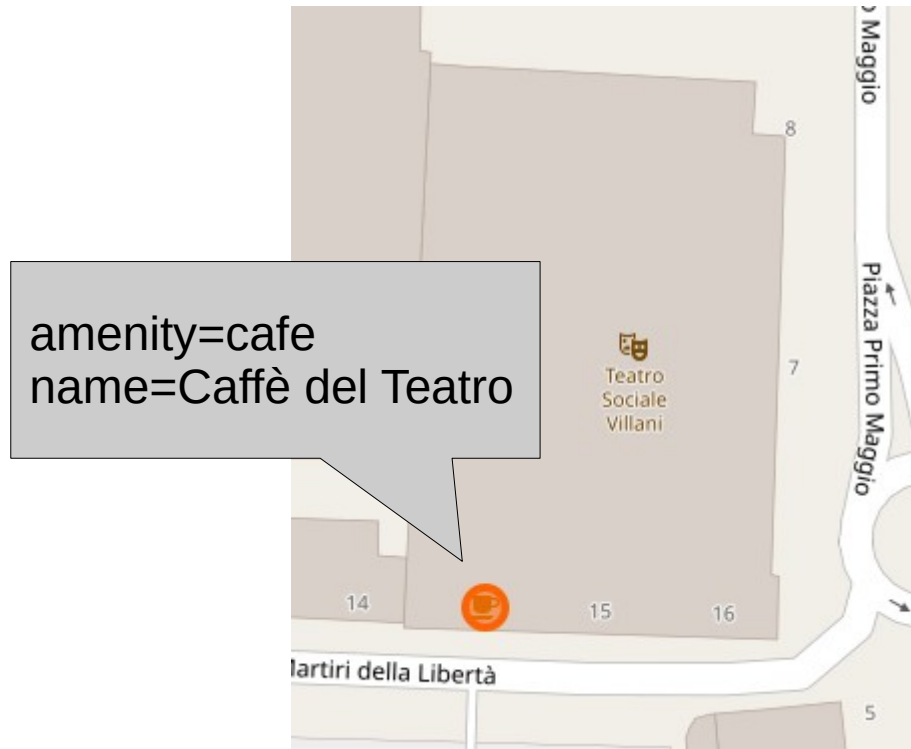 o Maggio
8
amenity=cafe
name=Caffè del Teatro
Piazza Primo Maggio
Teatro
Sociale
Villani
7
14
15
16
Martiri della Libertà
5